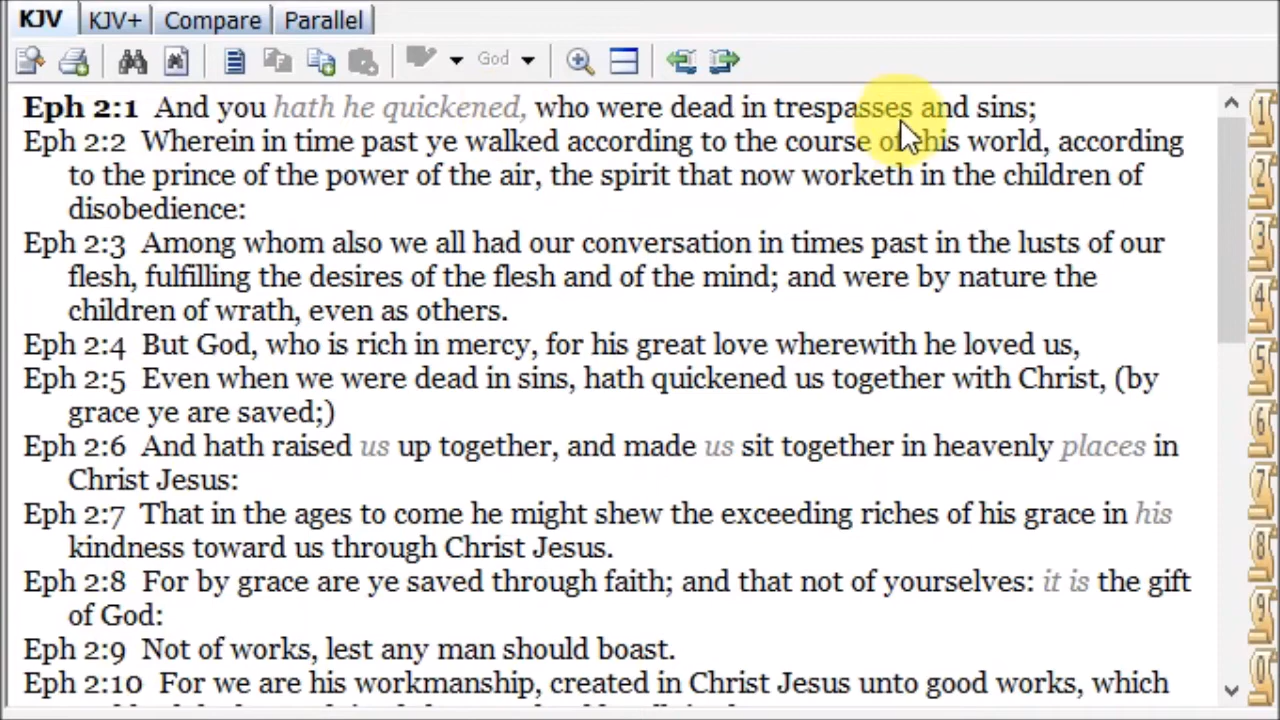 KJV KJV+ Compare Parallel
God
Eph 2:1 And you hath he quickened, who were dead in trespasses and sins;
Eph 2:2 Wherein in time past ye walked according to the course of this world, according
to the prince of the power of the air, the spirit that now worketh in the children of
disobedience:
Eph 2:3 Among whom also we all had our conversation in times past in the lusts of our
flesh, fulfilling the desires of the flesh and of the mind; and were by nature the
children of wrath, even as others.
Eph 2:4 But God, who is rich in mercy, for his great love wherewith he loved us,
Eph 2:5 Even when we were dead in sins, hath quickened us together with Christ, (by
grace ye are saved;)
Eph 2:6 And hath raised us up together, and made us sit together in heavenly places in
Christ Jesus:
Eph 2:7 That in the ages to come he might shew the exceeding riches of his grace in his
kindness toward us through Christ Jesus.
Eph 2:8 For by grace are ye saved through faith; and that not of yourselves: it is the gift
of God:
Eph 2:9 Not of works, lest any man should boast.
Eph 2:10 For we are his workmanship, created in Christ Jesus unto good works, which
1
2
3
4
5
6
7
8
9
0